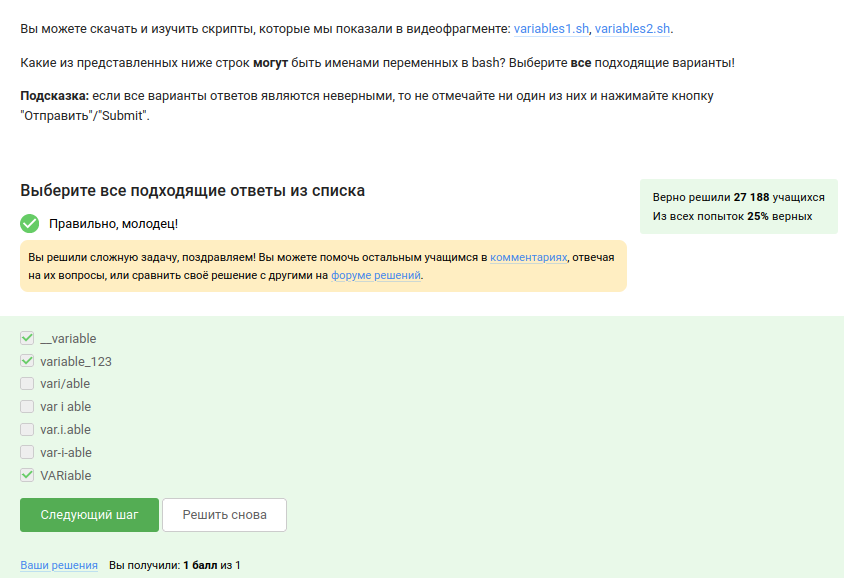 Вы можете скачать и изучить скрипты, которые мы показали в видеофрагменте: variables1.sh, variables2.sh.
Какие из представленных ниже строк могут быть именами переменных в bash? Выберите все подходящие варианты!
Подсказка: если все варианты ответов являются неверными, то не отмечайте ни один из них и нажимайте кнопку
"Отправить"/"Submit".
Выберите все подходящие ответы из списка
Верно решили 27 188 учащихся
Из всех попыток 25% верных
Правильно, молодец!
Вы решили сложную задачу, поздравляем! Вы можете помочь остальным учащимся в комментариях, отвечая
на их вопросы, или сравнить своё решение с другими на форуме решений.
__variable
variable_123
vari/able
var i able
var.i.able
var-i-able
VARiable
Следующий шаг
Решить снова
Ваши решения Вы получили: 1 балл из 1